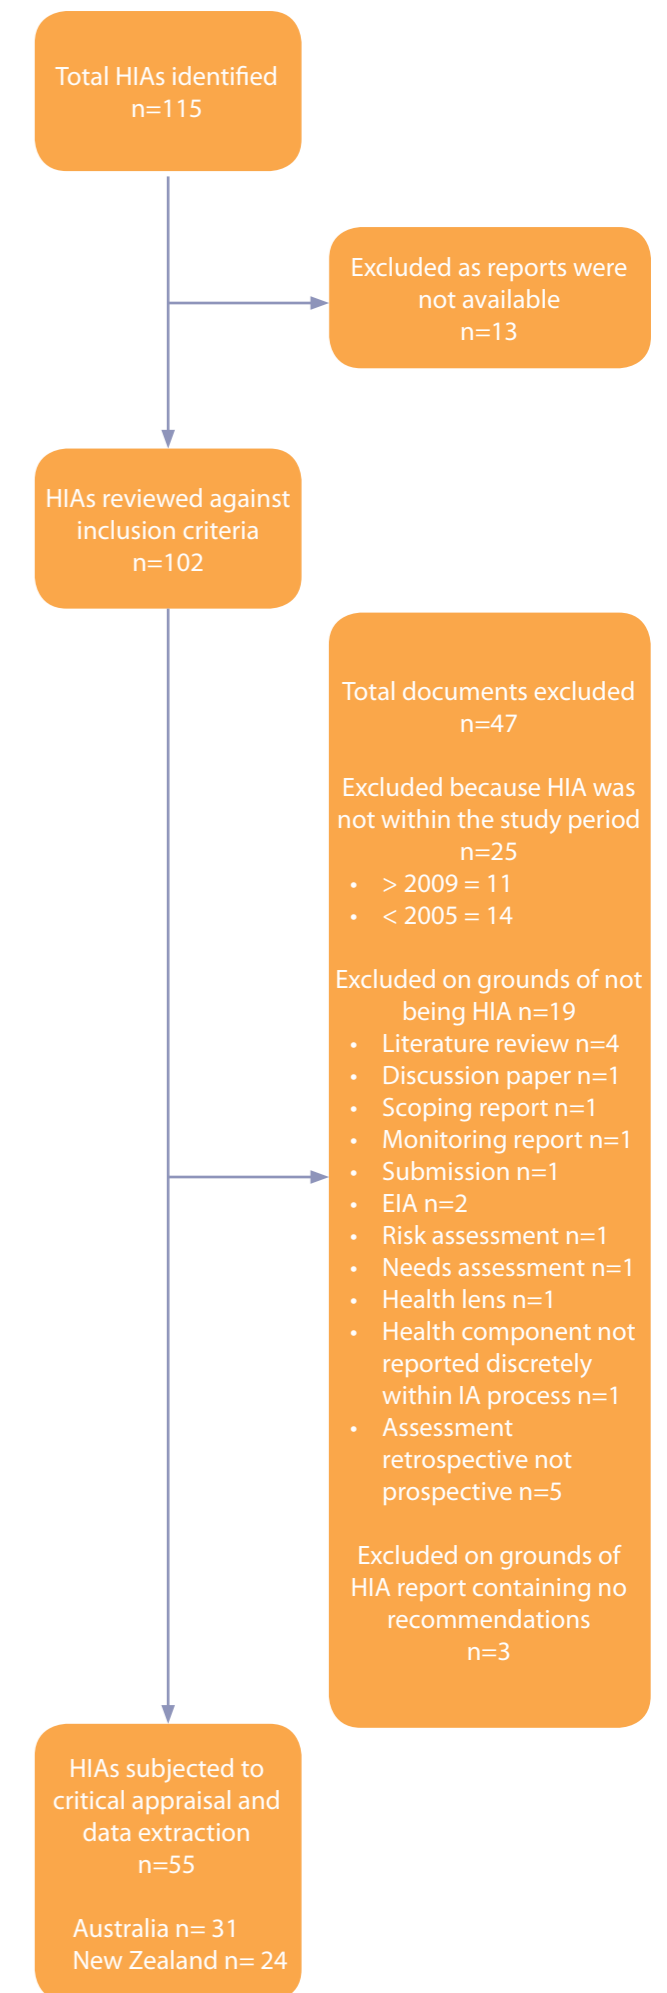 Total HIAs identified
n=115
Excluded as reports were
not available
n=13
HIAs reviewed against
inclusion criteria
n=102
Total documents excluded
n=47
Excluded because HIA was
not within the study period
n=25
• > 2009 = 11
• < 2005 = 14
Excluded on grounds of not
being HIA n=19
• Literature review n=4
• Discussion paper n=1
• Scoping report n=1
• Monitoring report n=1
• Submission n=1
• EIA n=2
• Risk assessment n=1
• Needs assessment n=1
• Health lens n=1
• Health component not
reported discretely
within IA process n=1
• Assessment
retrospective not
prospective n=5
Excluded on grounds of
HIA report containing no
recommendations
n=3
HIAs subjected to
critical appraisal and
data extraction
n=55
Australia n= 31
New Zealand n= 24